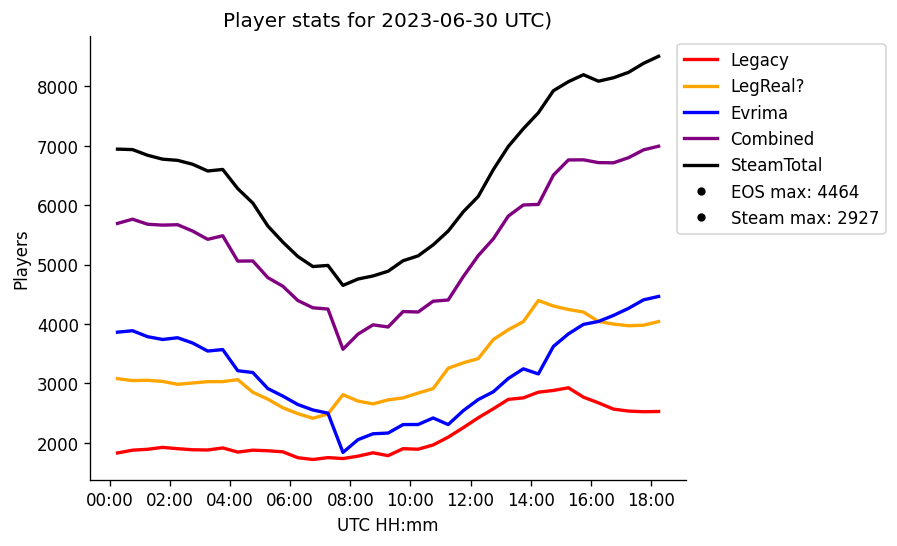 Player stats for 2023-06-30 UTC)
Legacy
LegReal?
Evrima
Combined
SteamTotal
EOS max: 4464
Steam max: 2927
Players
8000
7000
6000
5000
4000
3000
2000
00:00 02:00 04:00 06:00 08:00 10:00 12:00 14:00 16:00 18:00
UTC HH:mm